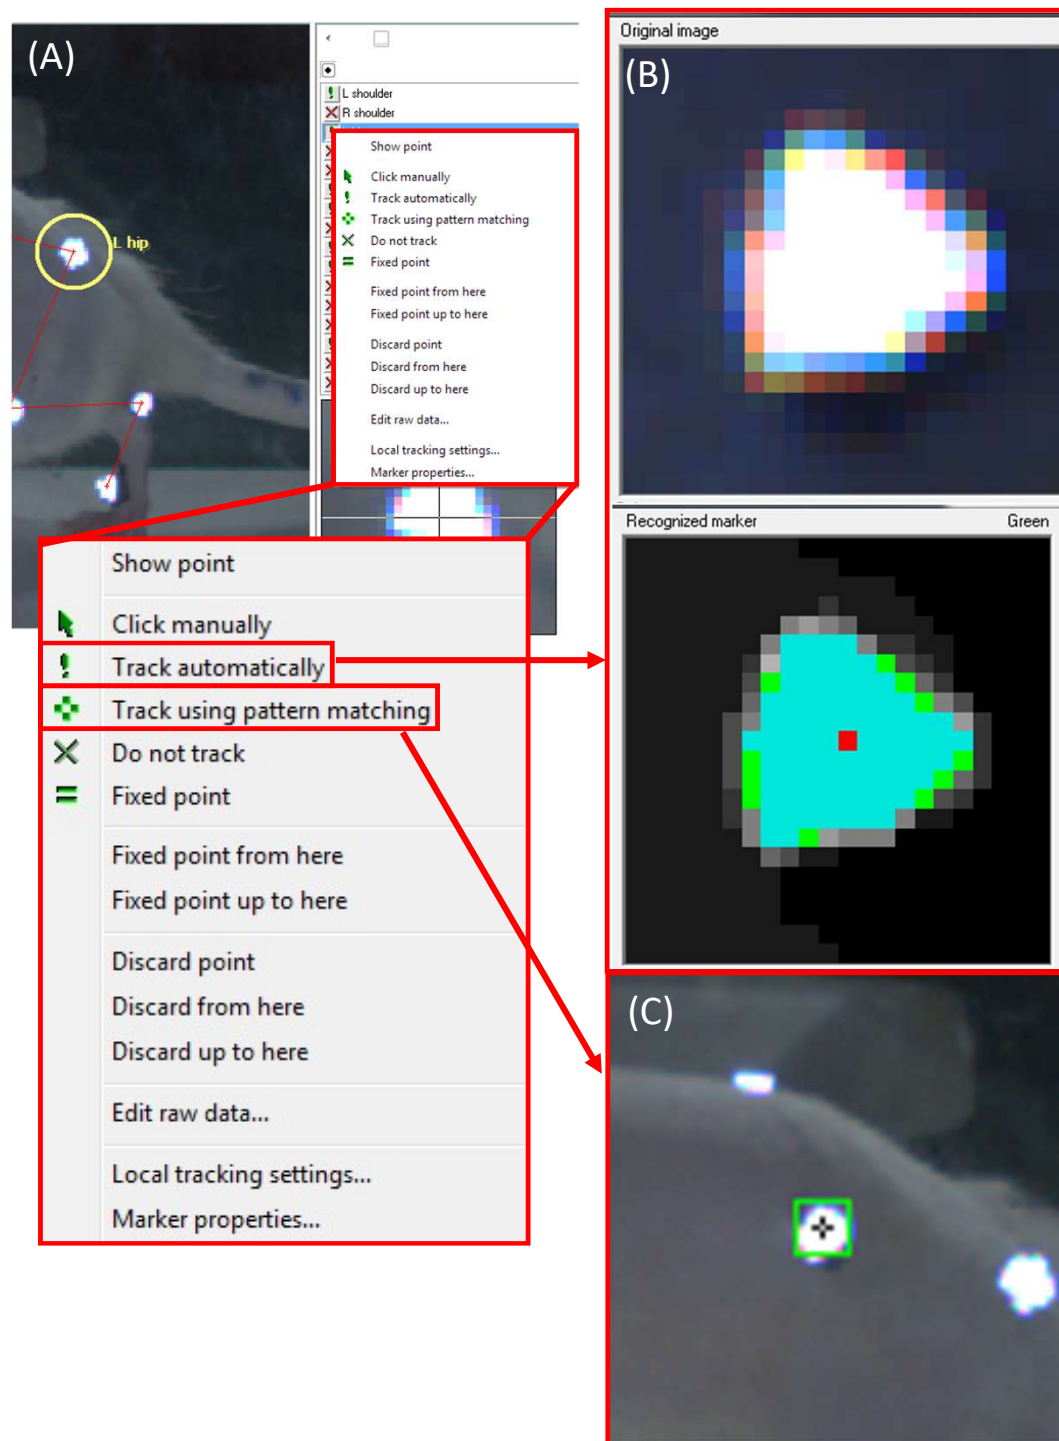 (A)
L hip
L shoulder
R shoulder
Show point
Click manually
Track automatically
Track using pattern matching
Do not track
Fixed point
Fixed point from here
Fixed point up to here
Discard point
Discard from here
Discard up to here
Edit raw data...
Local tracking settings...
Marker properties...
Show point
Click manually
Track automatically
Track using pattern matching
Do not track
Fixed point
Fixed point from here
Fixed point up to here
Discard point
Discard from here
Discard up to here
Edit raw data...
Local tracking settings...
Marker properties...
Original image
(B)
Recognized marker Green
(C)